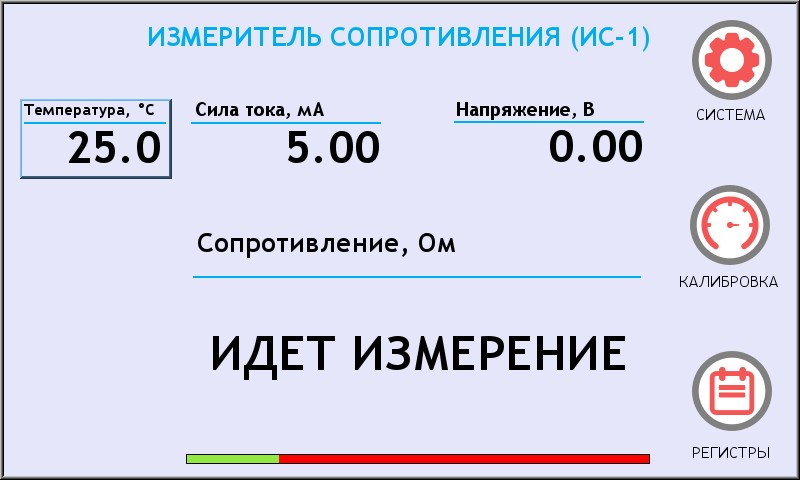 ИЗМЕРИТЕЛЬ СОПРОТИВЛЕНИЯ (ИС-1)
СИСТЕМА
Температура, °C
25.0
Сила тока, мА
5.00
Напряжение, В
0.00
Сопротивление, Ом
КАЛИБРОВКА
ИДЕТ ИЗМЕРЕНИЕ
РЕГИСТРЫ